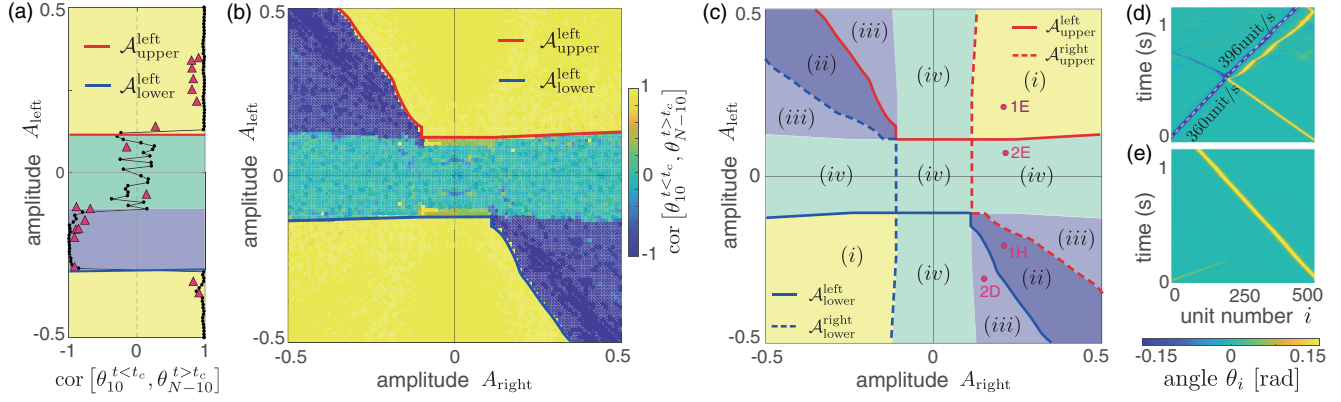 (a)
0.5
0
-0.5
amplitude A_left
𝒜^left_upper
𝒜^left_lower
-1
0
1
cor [θ_10^{t<t_c}, θ_{N-10}^{t>t_c}]
(b)
0.5
0
-0.5
amplitude A_left
𝒜^left_upper
𝒜^left_lower
-0.5
0
0.5
amplitude A_right
1
-1
cor [θ_10^{t<t_c}, θ_{N-10}^{t>t_c}]
(c)
0.5
0
-0.5
amplitude A_left
𝒜^left_upper
𝒜^right_upper
(iii)
(ii)
(iv)
(i)
1E
(iii)
2E
(iv)
(iv)
(iv)
(iii)
1H
(i)
(iv)
(ii)
2D
(iii)
𝒜^left_lower
𝒜^right_lower
-0.5
0
0.5
amplitude A_right
(d)
1
0
time (s)
396unit/s
360unit/s
(e)
1
0
time (s)
0
250
500
unit number i
-0.15
0
0.15
angle θ_i [rad]